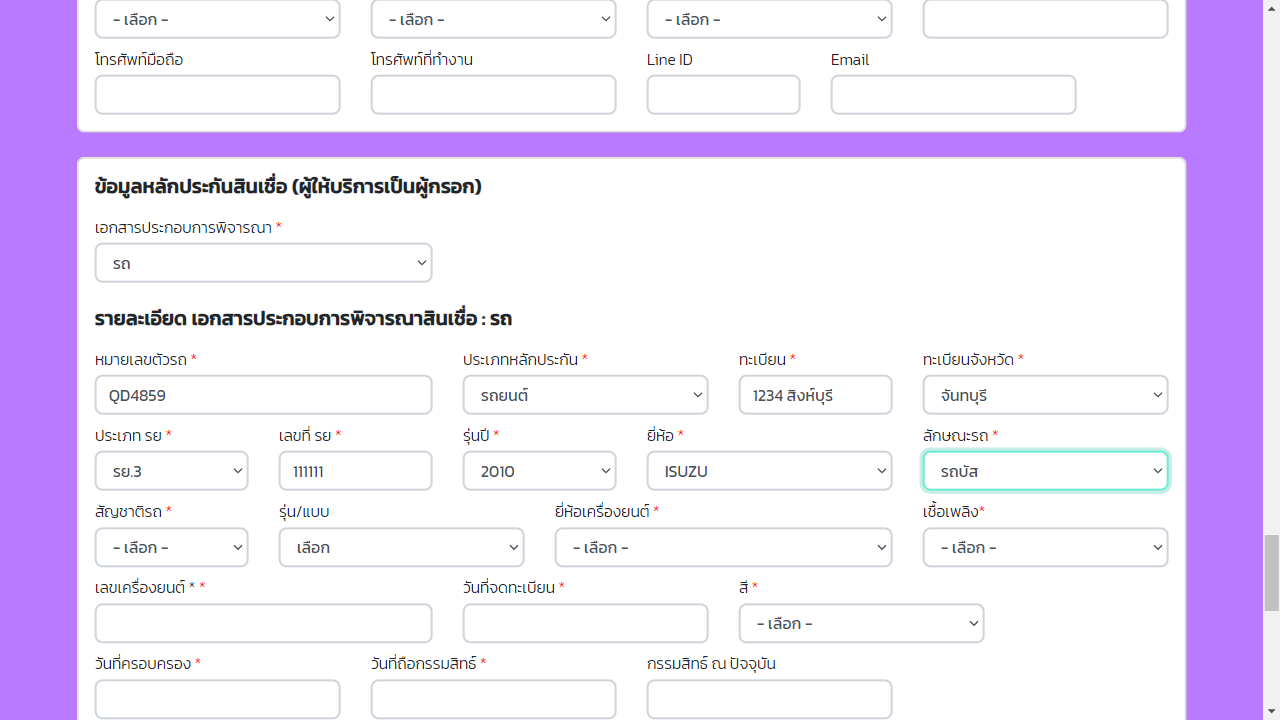 - เลือก - - เลือก - - เลือก -
โทรศัพท์มือถือ โทรศัพท์ที่ทำงาน Line ID Email
ข้อมูลหลักประกันสินเชื่อ (ผู้ให้บริการเป็นผู้กรอก)
เอกสารประกอบการพิจารณา *
รถ
รายละเอียด เอกสารประกอบการพิจารณาสินเชื่อ : รถ
หมายเลขตัวรถ * ประเภทหลักประกัน * ทะเบียน * ทะเบียนจังหวัด *
QD4859 รถยนต์ 1234 สิงห์บุรี จันทบุรี
ประเภท รย * เลขที่ รย * รุ่นปี * ยี่ห้อ * ลักษณะรถ *
รย.3 111111 2010 ISUZU รถบัส
สัญชาติรถ * รุ่น/แบบ ยี่ห้อเครื่องยนต์ * เชื้อเพลิง*
- เลือก - เลือก - เลือก - - เลือก -
เลขเครื่องยนต์ * * วันที่จดทะเบียน * สี *
- เลือก -
วันที่ครอบครอง * วันที่ถือกรรมสิทธิ์ * กรรมสิทธิ์ ณ ปัจจุบัน